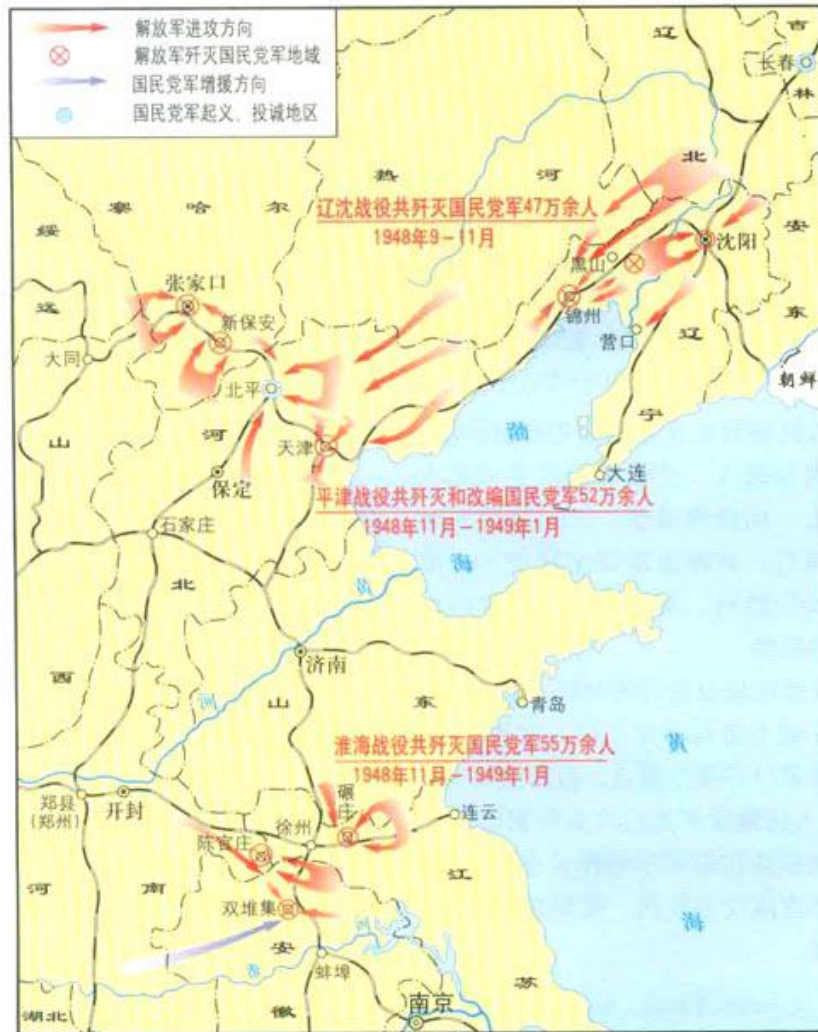 解放军进攻方向
解放军歼灭国民党军地域
国民党军增援方向
国民党军起义、投诚地区
吉
辽
长春
林
北
热
河
哈
尔
察
绥
辽沈战役共歼灭国民党军47万余人
1948年9－11月
安
沈阳
黑山
东
张家口
远
新保安
锦州
辽
营口
大同
朝鲜
北平
宁
渤
山
河
天津
大连
保定
平津战役共歼灭和改编国民党军52万余人
1948年11月－1949年1月
石家庄
海
北
黄
济南
西
河
山
东
青岛
黄
淮海战役共歼灭国民党军55万余人
1948年11月－1949年1月
碾庄
郑县
(郑州)
开封
连云
徐州
陈官庄
河
南
江
双堆集
海
安
河
淮
蚌埠
苏
湖北
徽
南京